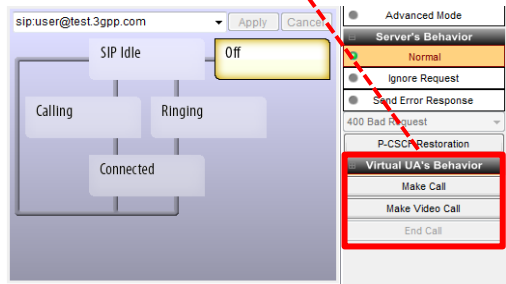 sip:user@test.3gpp.com
Apply
Cancel
SIP Idle
Off
Calling
Ringing
Connected
Advanced Mode
Server's Behavior
Normal
Ignore Request
Send Error Response
400 Bad Request
P-CSCF Restoration
Virtual UA's Behavior
Make Call
Make Video Call
End Call